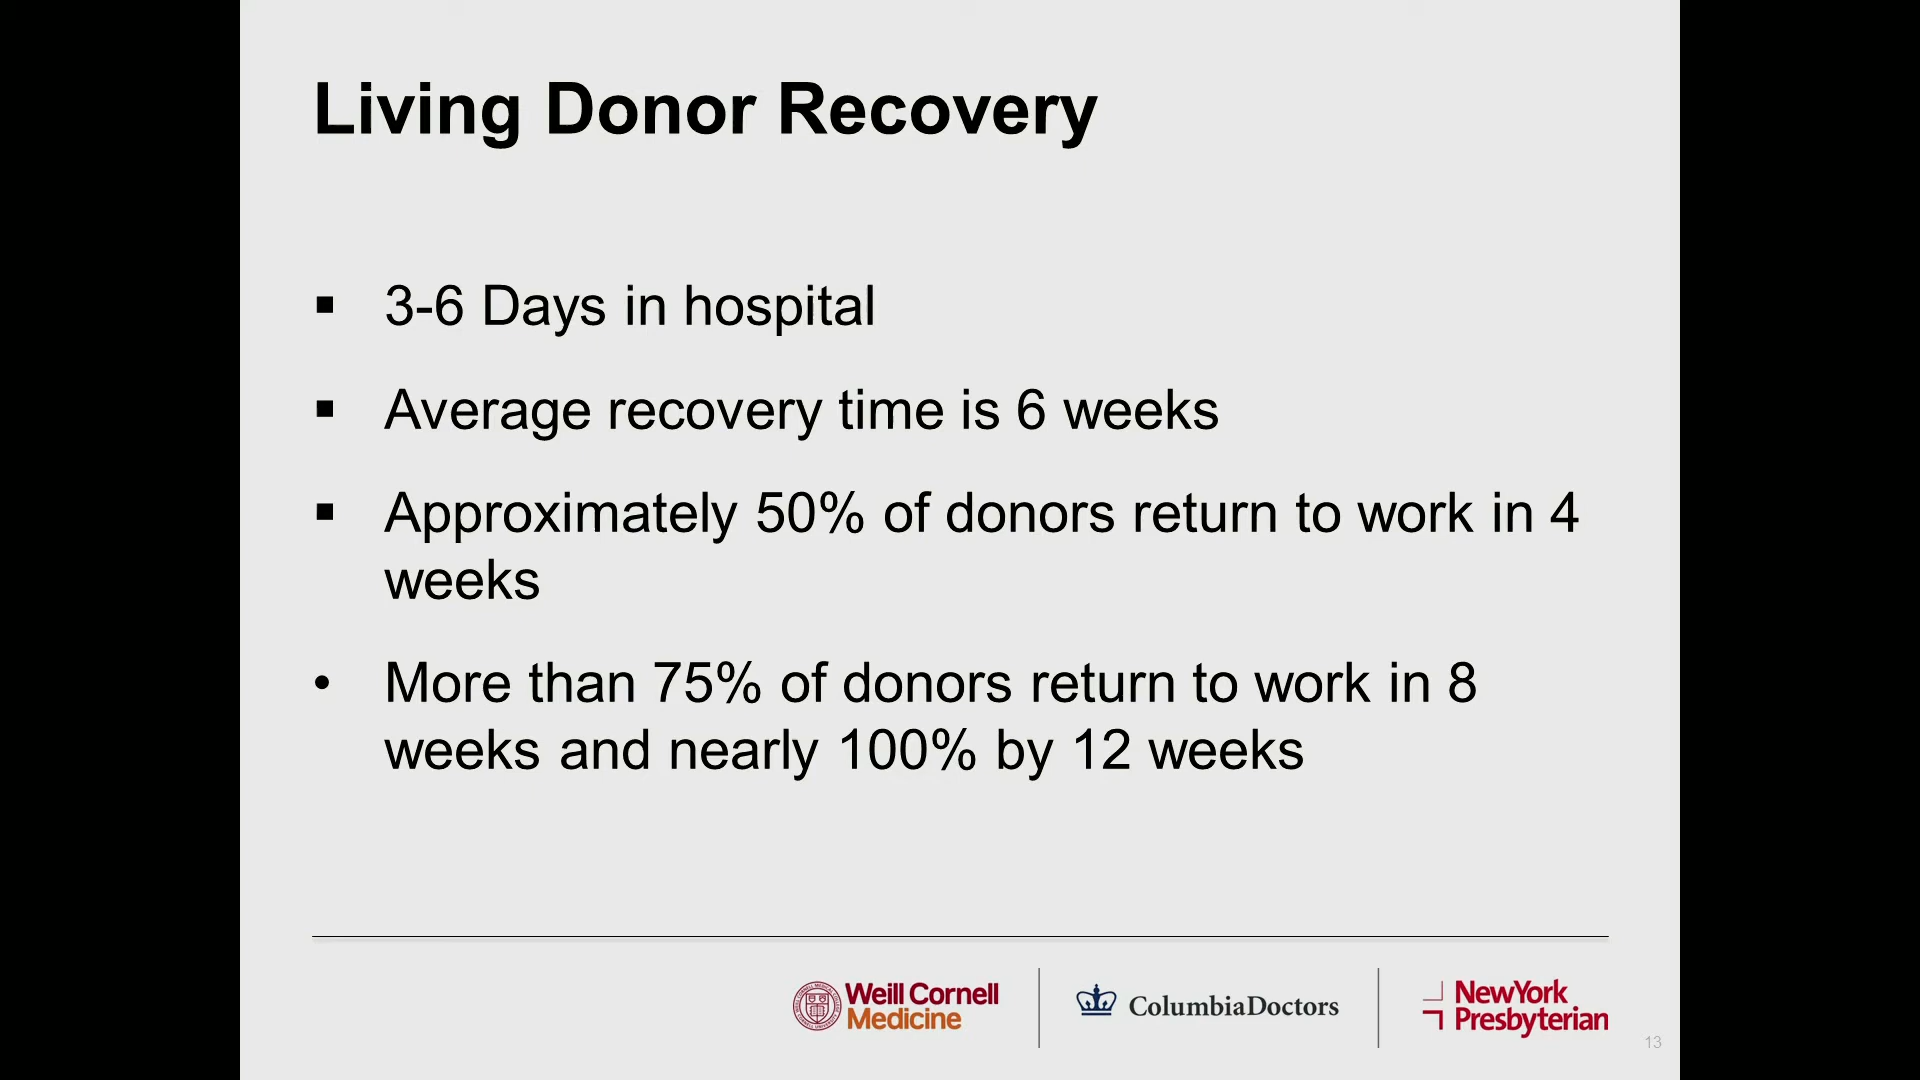 Living Donor Recovery
▪ 3-6 Days in hospital
▪ Average recovery time is 6 weeks
▪ Approximately 50% of donors return to work in 4
weeks
• More than 75% of donors return to work in 8
weeks and nearly 100% by 12 weeks
Weill Cornell
Medicine
ColumbiaDoctors
NewYork
Presbyterian
13